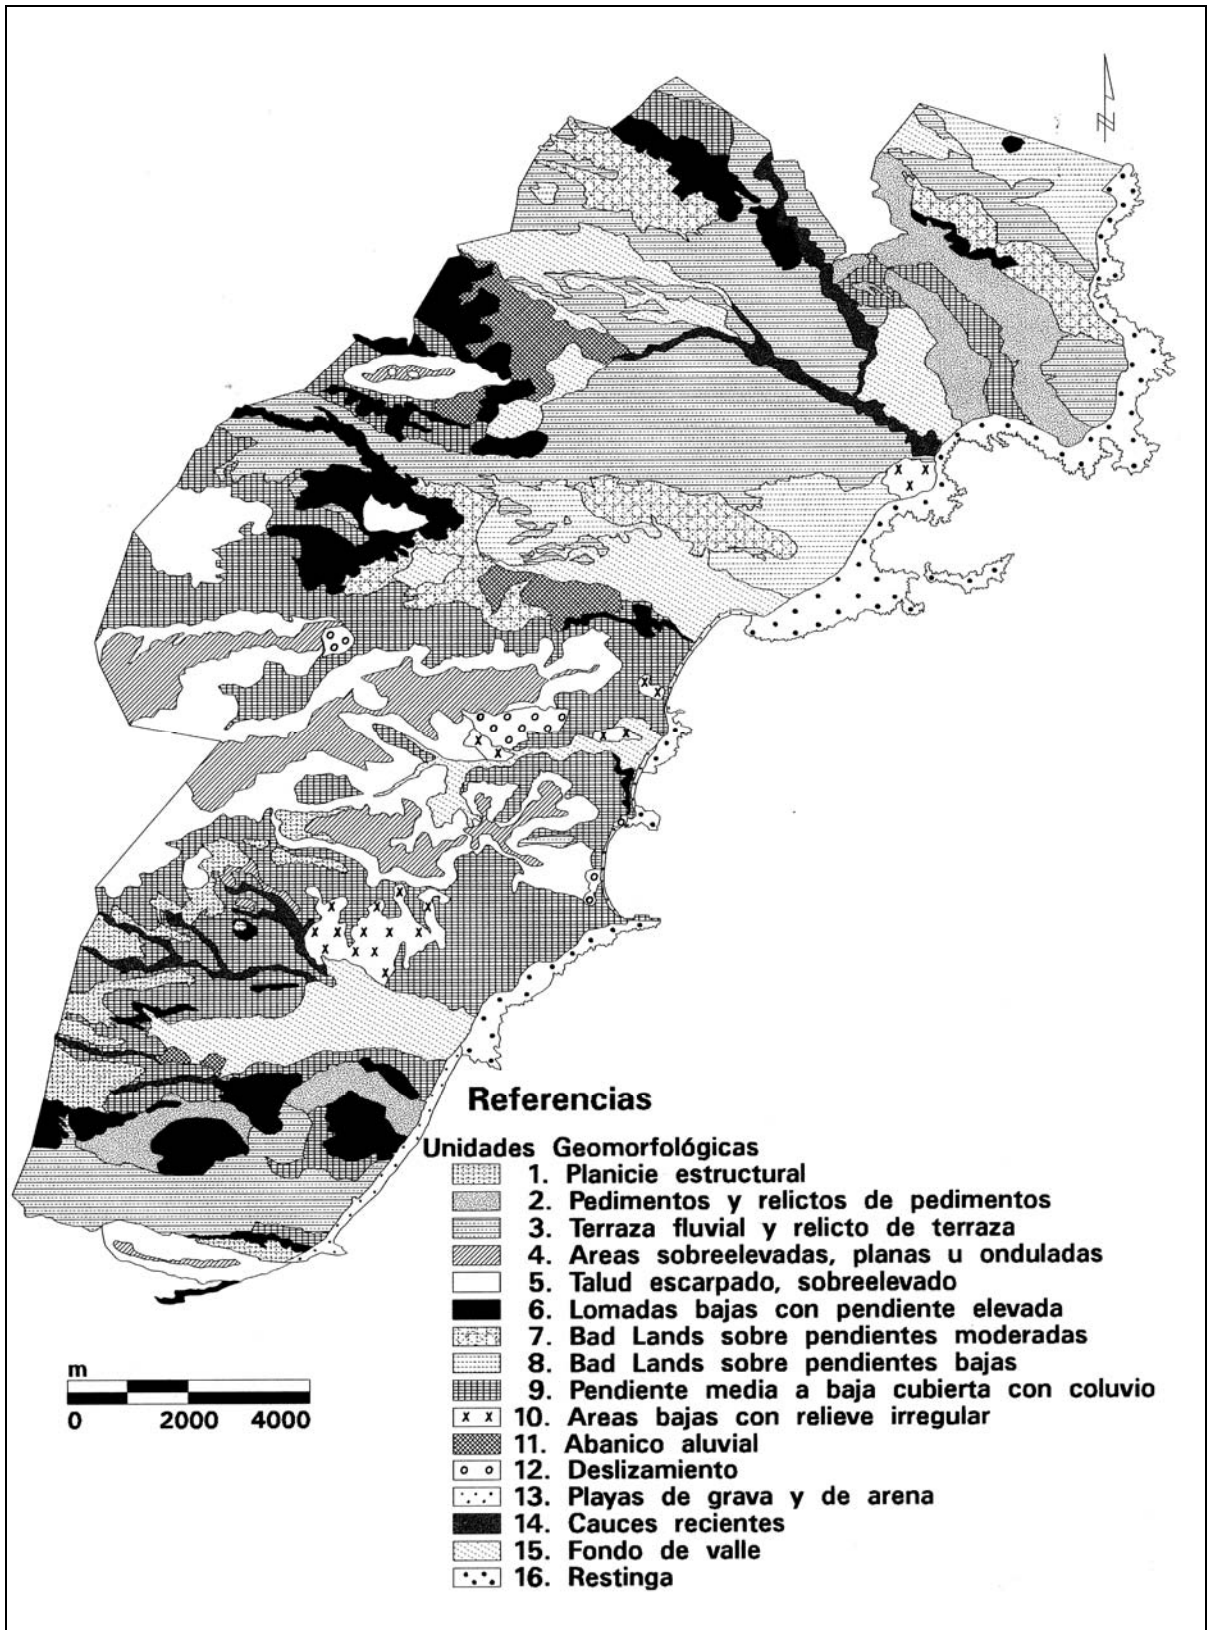 N
Referencias
Unidades Geomorfológicas
1. Planicie estructural
2. Pedimentos y relictos de pedimentos
3. Terraza fluvial y relicto de terraza
4. Areas sobreelevadas, planas u onduladas
5. Talud escarpado, sobreelevado
6. Lomadas bajas con pendiente elevada
7. Bad Lands sobre pendientes moderadas
8. Bad Lands sobre pendientes bajas
9. Pendiente media a baja cubierta con coluvio
x x 10. Areas bajas con relieve irregular
11. Abanico aluvial
12. Deslizamiento
13. Playas de grava y de arena
14. Cauces recientes
15. Fondo de valle
16. Restinga
m
0 2000 4000